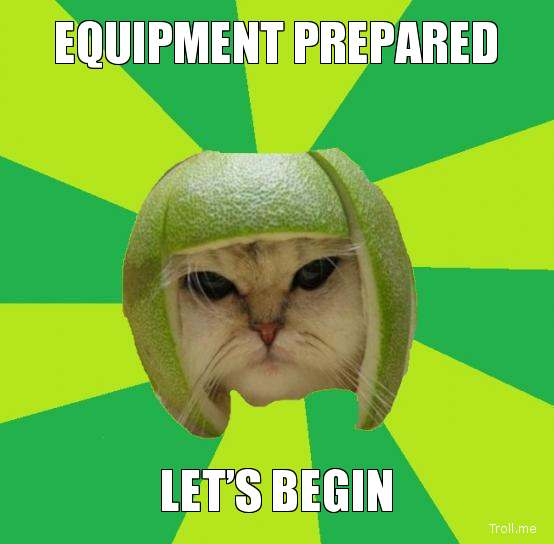 EQUIPMENT PREPARED
LET'S BEGIN
Troll.me